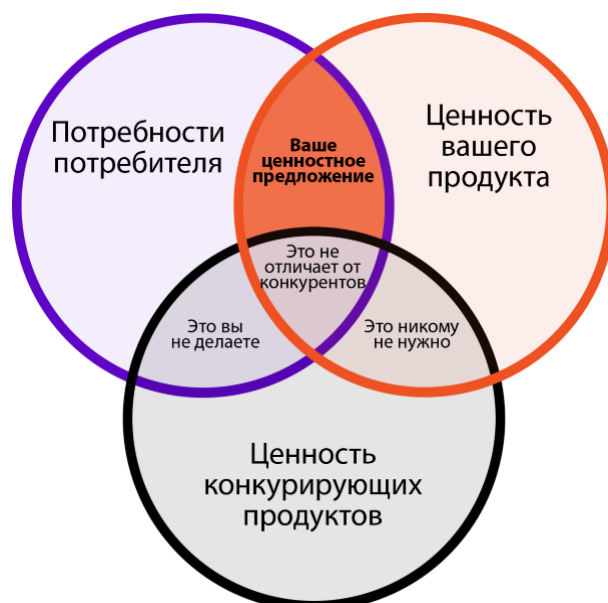 Потребности
потребителя
Ваше
ценностное
предложение
Ценность
вашего
продукта
Это не
отличает от
конкурентов
Это вы
не делаете
Это никому
не нужно
Ценность
конкурирующих
продуктов